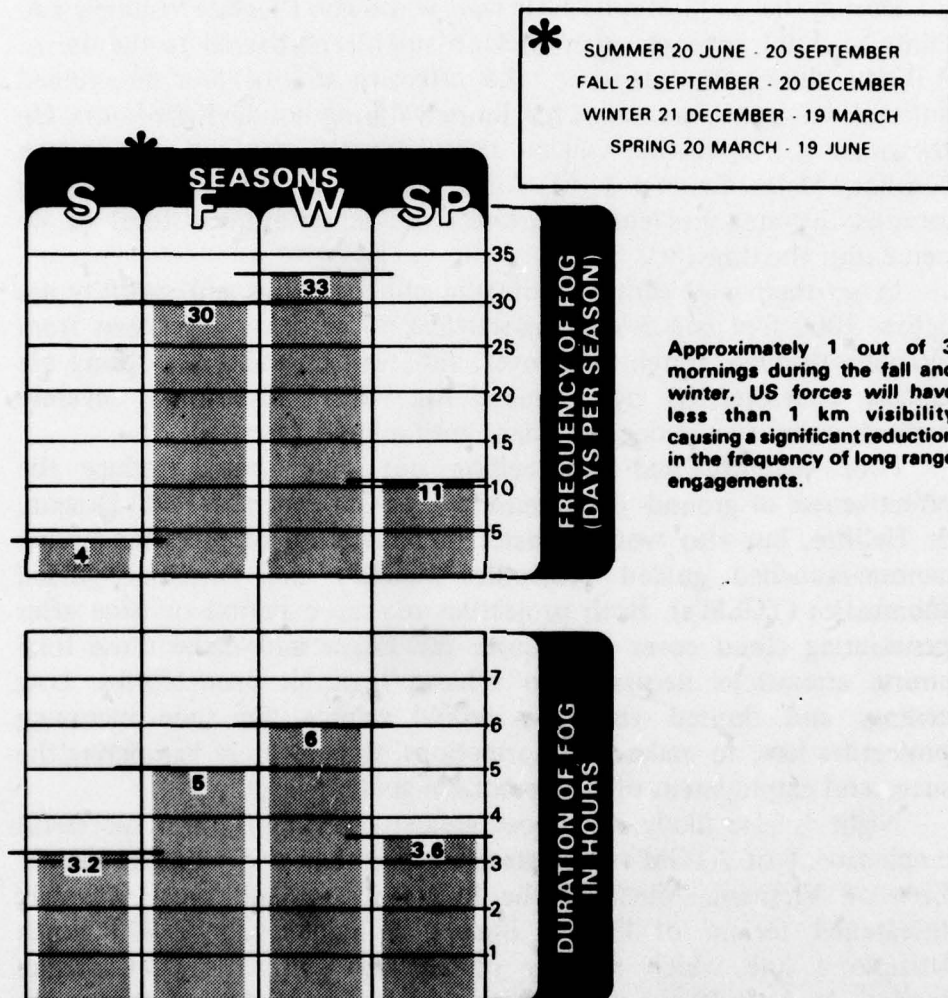 *
SUMMER 20 JUNE - 20 SEPTEMBER
FALL 21 SEPTEMBER - 20 DECEMBER
WINTER 21 DECEMBER - 19 MARCH
SPRING 20 MARCH - 19 JUNE
*
SEASONS
S F W SP
35
30
25
20
15
10
5
4
30
33
11
FREQUENCY OF FOG
(DAYS PER SEASON)
Approximately 1 out of 3
mornings during the fall and
winter, US forces will have
less than 1 km visibility
causing a significant reduction
in the frequency of long range
engagements.
7
6
5
4
3
2
1
3.2
5
6
3.6
DURATION OF FOG
IN HOURS